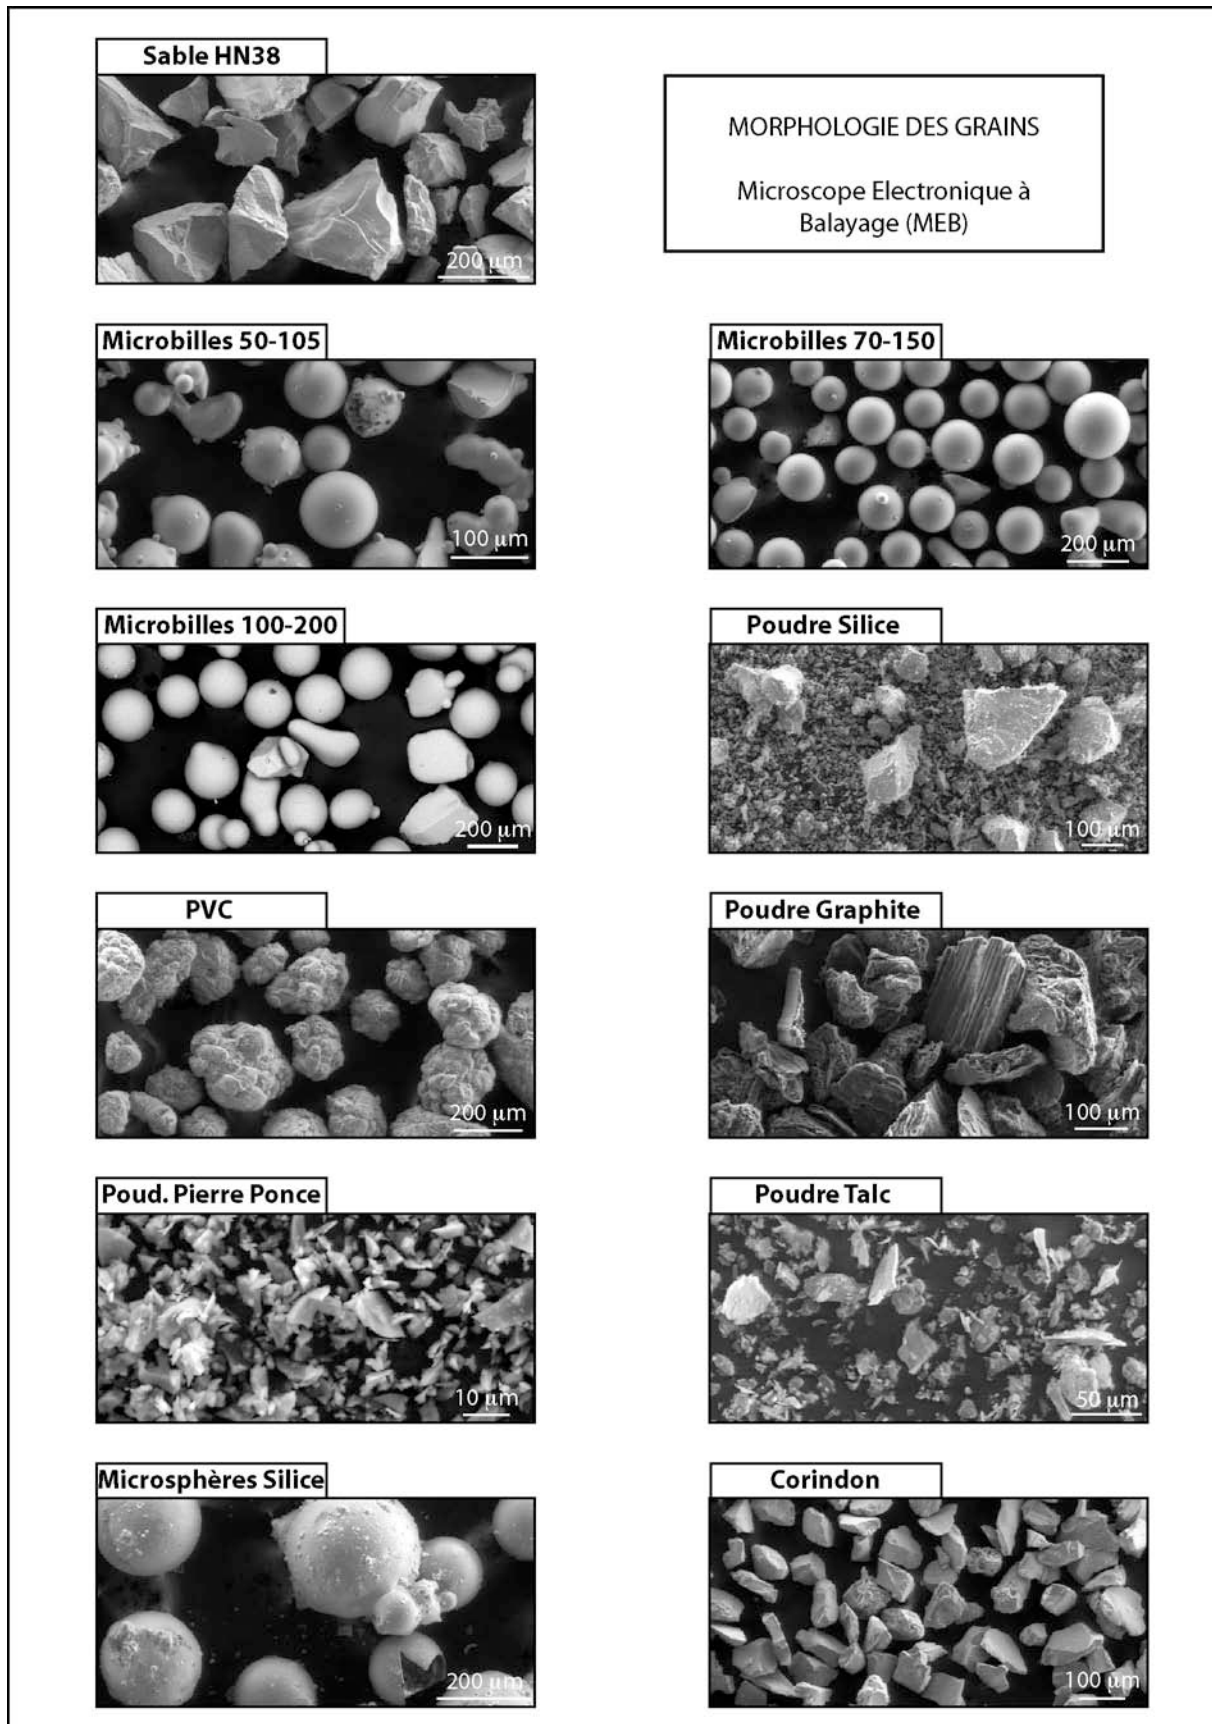 Sable HN38
200 μm
MORPHOLOGIE DES GRAINS
Microscope Electronique à
Balayage (MEB)
Microbilles 50-105
100 μm
Microbilles 70-150
200 μm
Microbilles 100-200
200 μm
Poudre Silice
100 μm
PVC
200 μm
Poudre Graphite
100 μm
Poud. Pierre Ponce
10 μm
Poudre Talc
50 μm
Microsphères Silice
200 μm
Corindon
100 μm